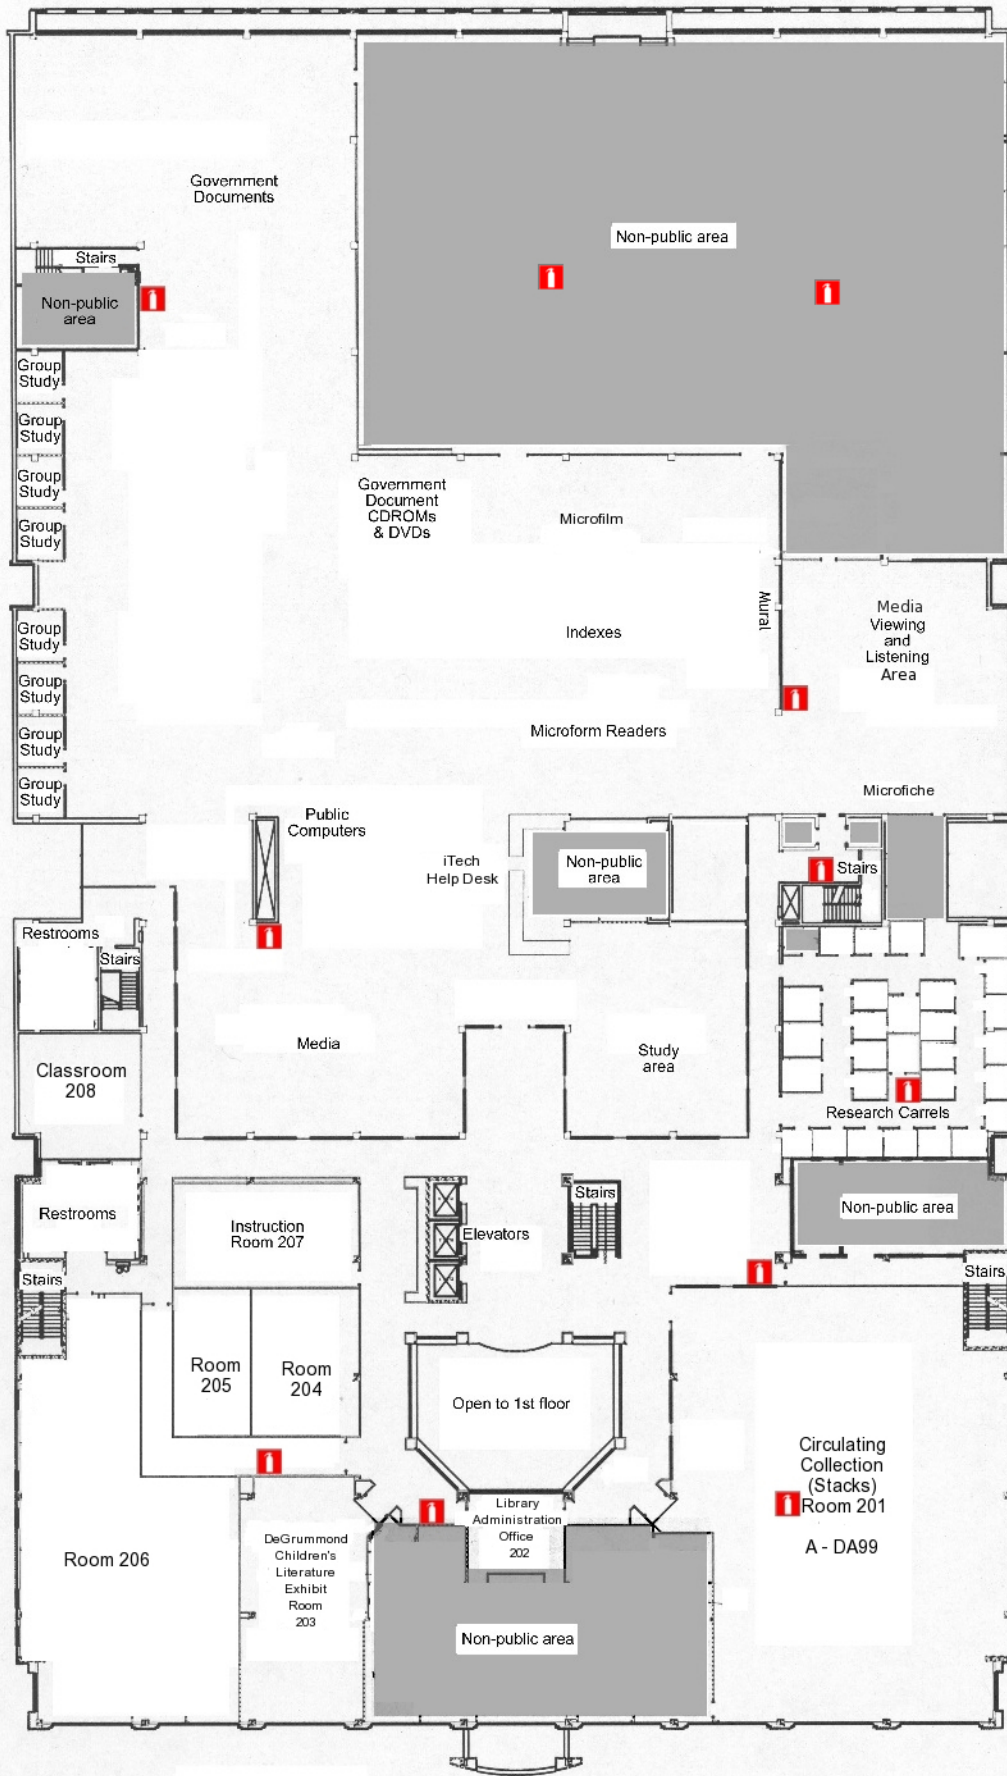 Government
Documents
Non-public area
Stairs
Non-public
area
Group
Study
Group
Study
Group
Study
Group
Study
Government
Document
CDROMs
& DVDs
Microfilm
Mural
Media
Viewing
and
Listening
Area
Indexes
Group
Study
Group
Study
Group
Study
Group
Study
Microform Readers
Microfiche
Public
Computers
iTech
Help Desk
Non-public
area
Stairs
Restrooms
Stairs
Media
Study
area
Classroom
208
Research Carrels
Restrooms
Instruction
Room 207
Elevators
Stairs
Non-public area
Stairs
Stairs
Room
205
Room
204
Open to 1st floor
Circulating
Collection
(Stacks)
Room 201
A - DA99
Library
Administration
Office
202
Room 206
DeGrummond
Children's
Literature
Exhibit
Room
203
Non-public area